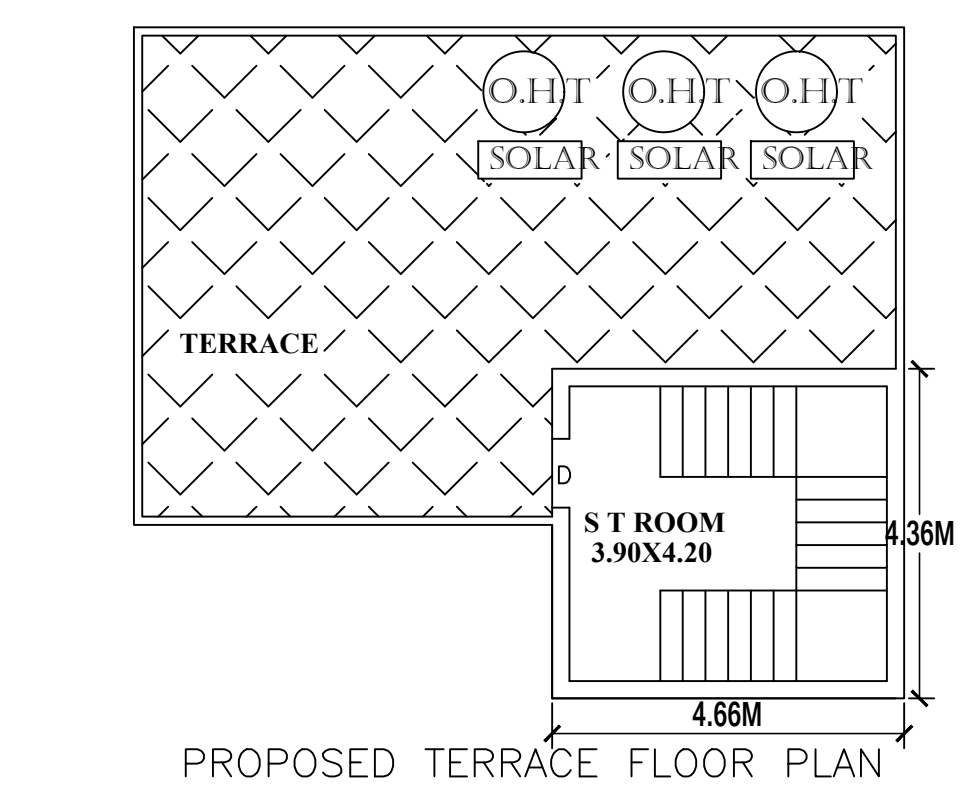 O.H.T O.H.T O.H.T
SOLAR SOLAR SOLAR
TERRACE
D
S T ROOM
3.90X4.20
4.36M
4.66M
PROPOSED TERRACE FLOOR PLAN